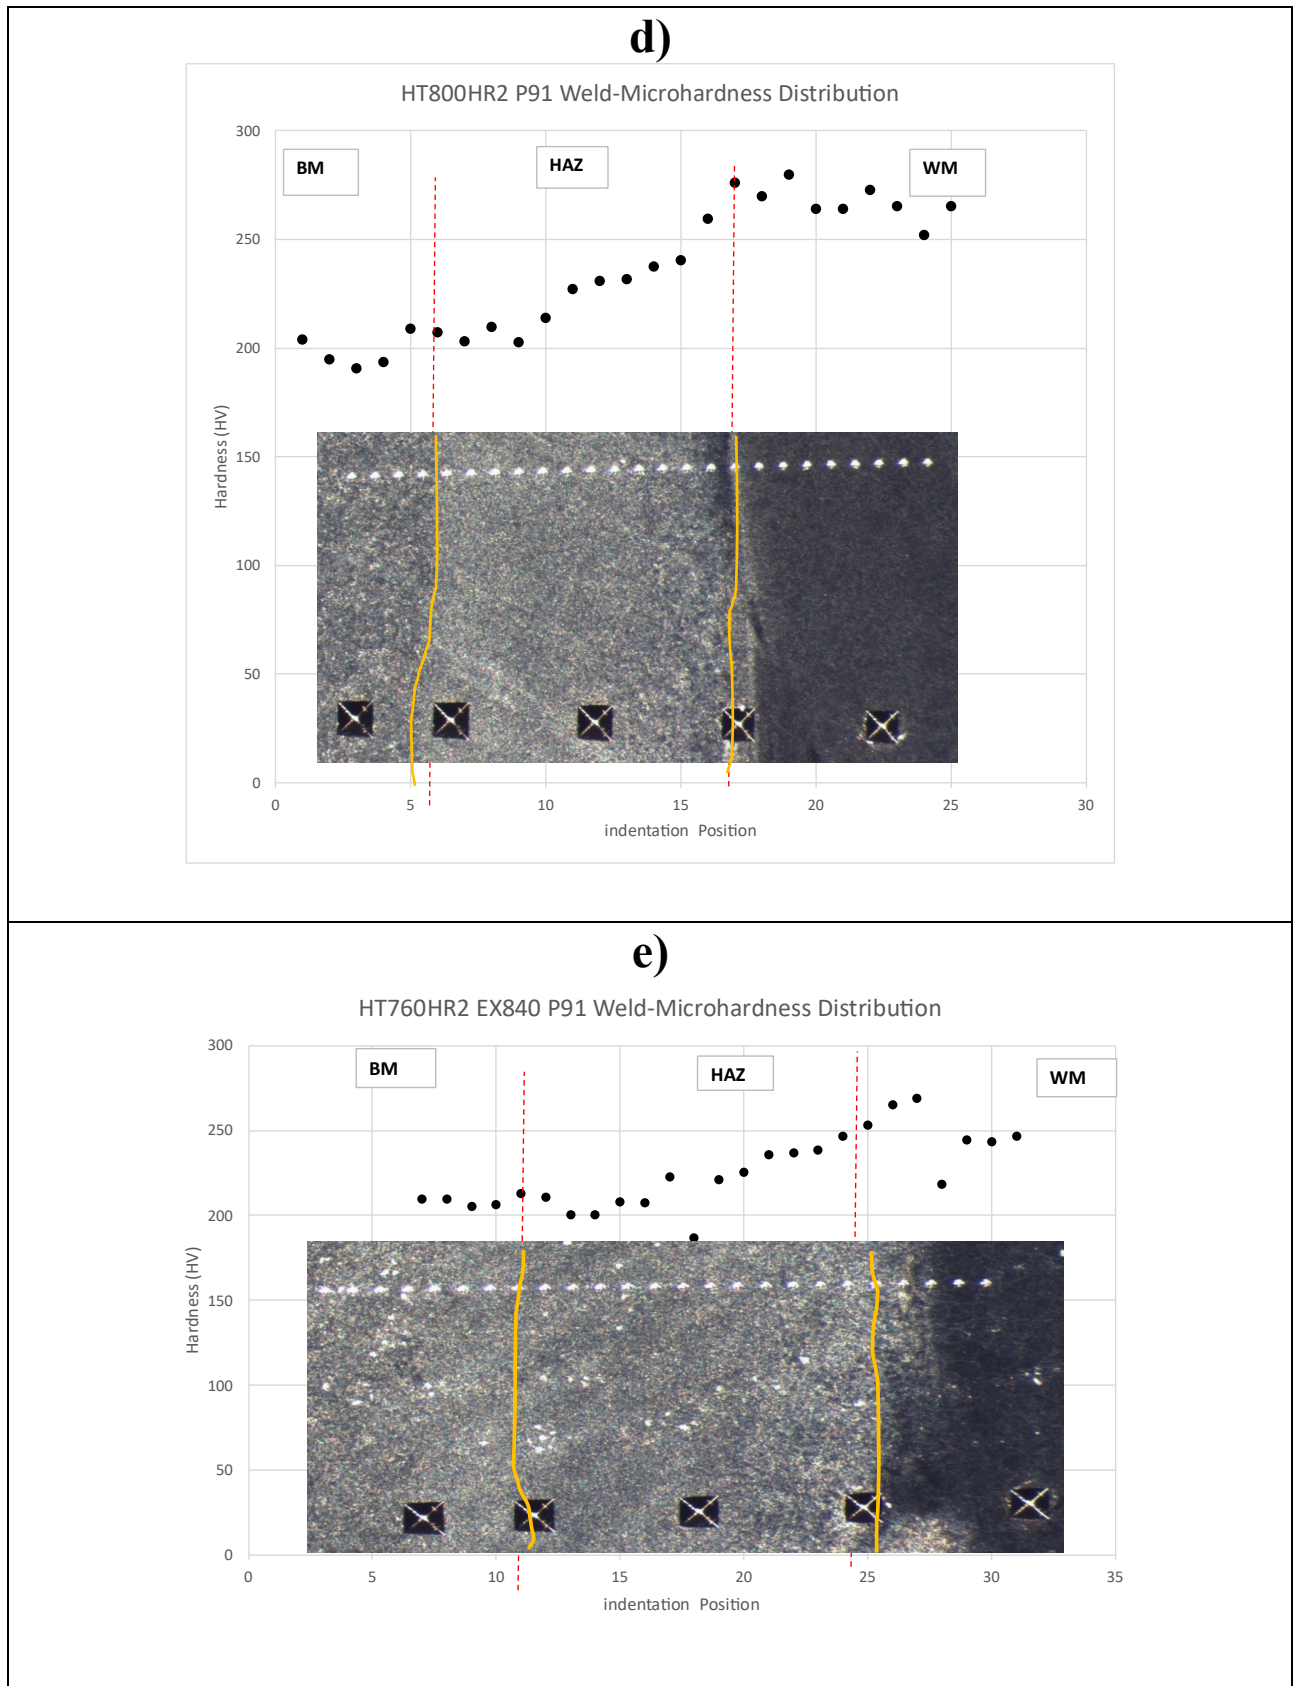 d)
HT800HR2 P91 Weld-Microhardness Distribution
300
BM
HAZ
WM
250
200
Hardness (HV)
150
100
50
0
0 5 10 15 20 25 30
indentation Position
e)
HT760HR2 EX840 P91 Weld-Microhardness Distribution
300
BM
HAZ
WM
250
200
Hardness (HV)
150
100
50
0
0 5 10 15 20 25 30 35
indentation Position